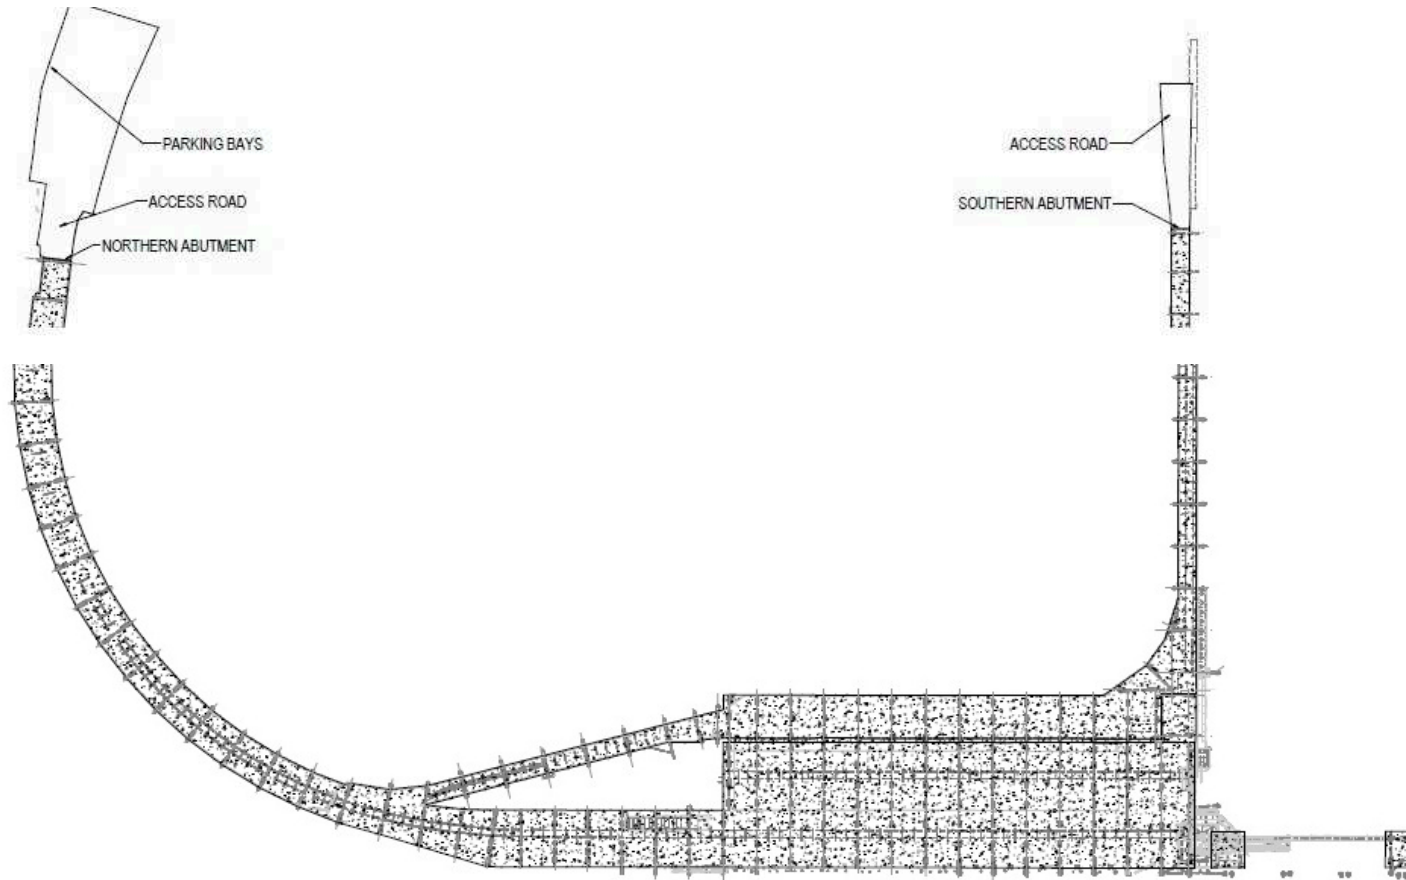 PARKING BAYS
ACCESS ROAD
ACCESS ROAD
SOUTHERN ABUTMENT
NORTHERN ABUTMENT